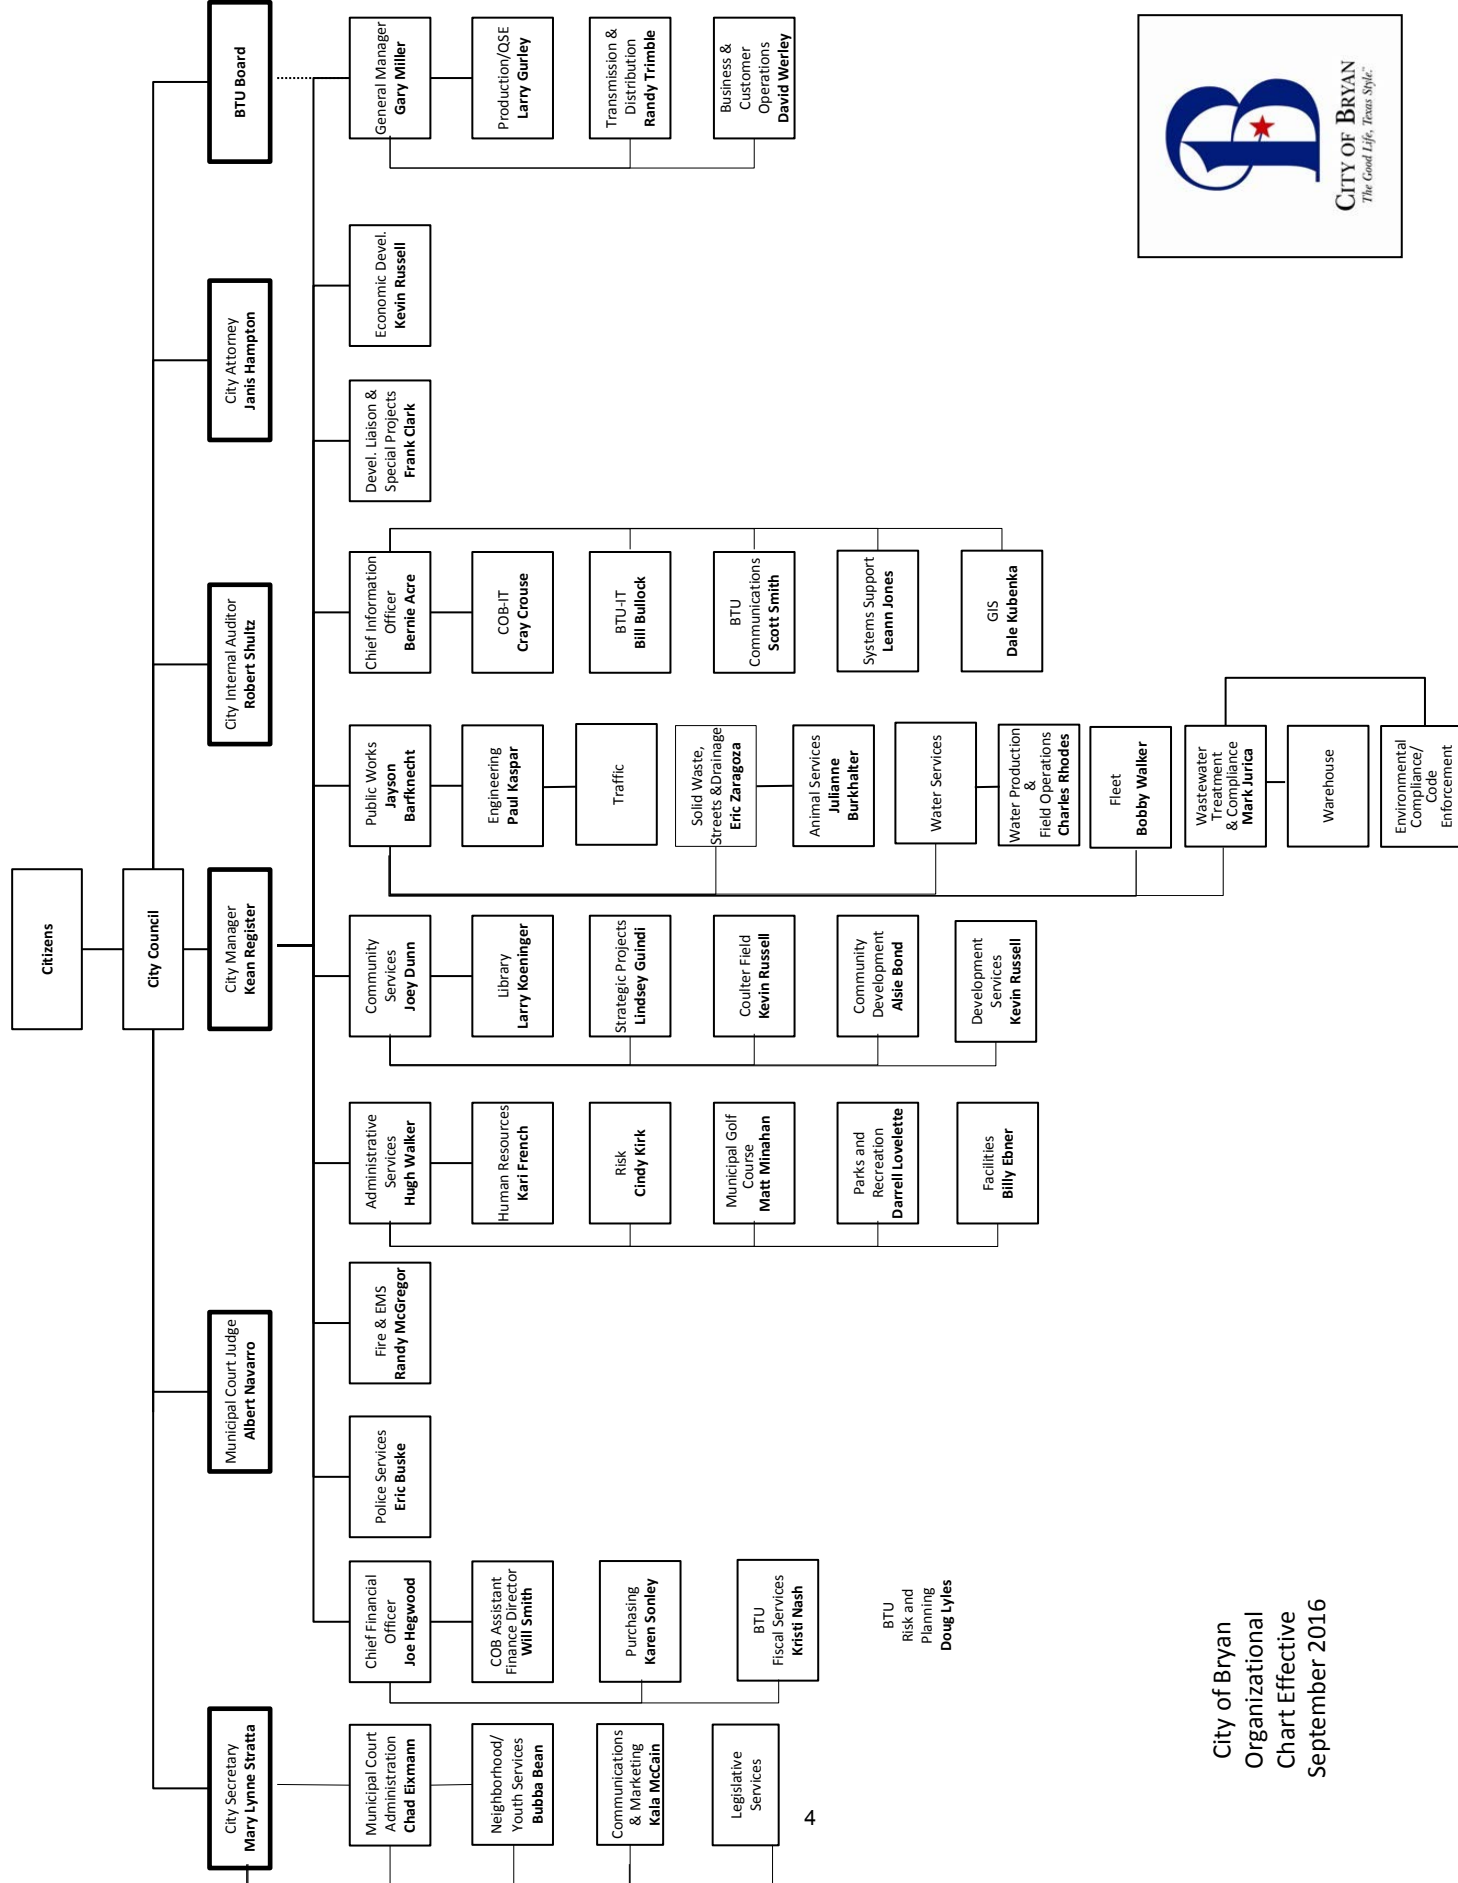 Citizens
City Council
City Secretary
Mary Lynne Stratta
Municipal Court Judge
Albert Navarro
City Manager
Kean Register
City Internal Auditor
Robert Shultz
City Attorney
Janis Hampton
BTU Board
Municipal Court
Administration
Chad Eixmann
Neighborhood/
Youth Services
Bubba Bean
Communications
& Marketing
Kala McCain
Legislative
Services
Chief Financial
Officer
Joe Hegwood
COB Assistant
Finance Director
Will Smith
Purchasing
Karen Sonley
BTU
Fiscal Services
Kristi Nash
BTU
Risk and
Planning
Doug Lyles
Police Services
Eric Buske
Fire & EMS
Randy McGregor
Administrative
Services
Hugh Walker
Human Resources
Kari French
Risk
Cindy Kirk
Municipal Golf
Course
Matt Minahan
Parks and
Recreation
Darrell Lovelette
Facilities
Billy Ebner
Community
Services
Joey Dunn
Library
Larry Koeninger
Strategic Projects
Lindsey Guindi
Coulter Field
Kevin Russell
Community
Development
Alsie Bond
Development
Services
Kevin Russell
Public Works
Jayson
Barfknecht
Engineering
Paul Kaspar
Traffic
Solid Waste,
Streets &Drainage
Eric Zaragoza
Animal Services
Julianne
Burkhalter
Water Services
Water Production
&
Field Operations
Charles Rhodes
Fleet
Bobby Walker
Wastewater
Treatment
& Compliance
Mark Jurica
Warehouse
Environmental
Compliance/
Code
Enforcement
Chief Information
Officer
Bernie Acre
COB-IT
Cray Crouse
BTU-IT
Bill Bullock
BTU
Communications
Scott Smith
Systems Support
Leann Jones
GIS
Dale Kubenka
Devel. Liaison &
Special Projects
Frank Clark
Economic Devel.
Kevin Russell
General Manager
Gary Miller
Production/QSE
Larry Gurley
Transmission &
Distribution
Randy Trimble
Business &
Customer
Operations
David Werley
City of Bryan
Organizational
Chart Effective
September 2016
B
CITY OF BRYAN
The Good Life, Texas Style.™
4